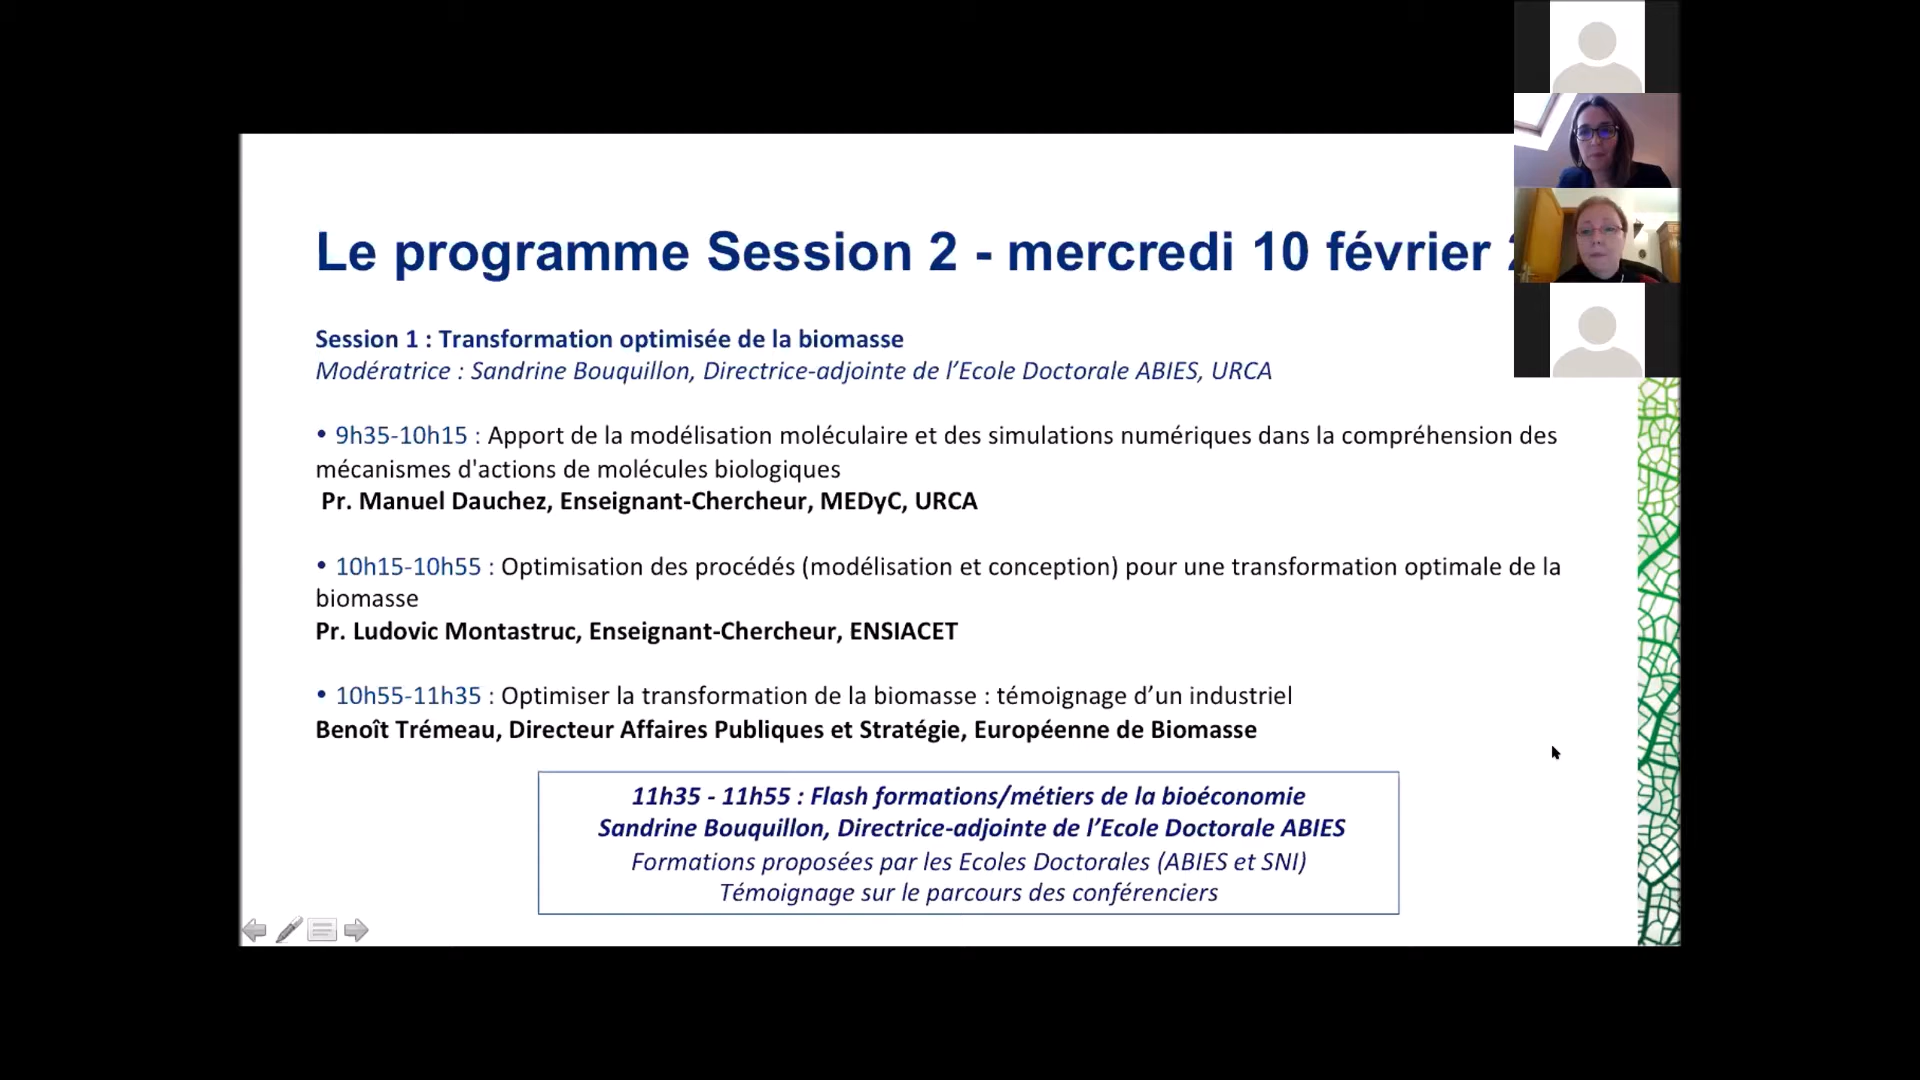 Le programme Session 2 - mercredi 10 février
Session 1 : Transformation optimisée de la biomasse
Modératrice : Sandrine Bouquillon, Directrice-adjointe de l’Ecole Doctorale ABIES, URCA
• 9h35-10h15 : Apport de la modélisation moléculaire et des simulations numériques dans la compréhension des
mécanismes d'actions de molécules biologiques
Pr. Manuel Dauchez, Enseignant-Chercheur, MEDyC, URCA
• 10h15-10h55 : Optimisation des procédés (modélisation et conception) pour une transformation optimale de la
biomasse
Pr. Ludovic Montastruc, Enseignant-Chercheur, ENSIACET
• 10h55-11h35 : Optimiser la transformation de la biomasse : témoignage d’un industriel
Benoît Trémeau, Directeur Affaires Publiques et Stratégie, Européenne de Biomasse
11h35 - 11h55 : Flash formations/métiers de la bioéconomie
Sandrine Bouquillon, Directrice-adjointe de l’Ecole Doctorale ABIES
Formations proposées par les Ecoles Doctorales (ABIES et SNI)
Témoignage sur le parcours des conférenciers